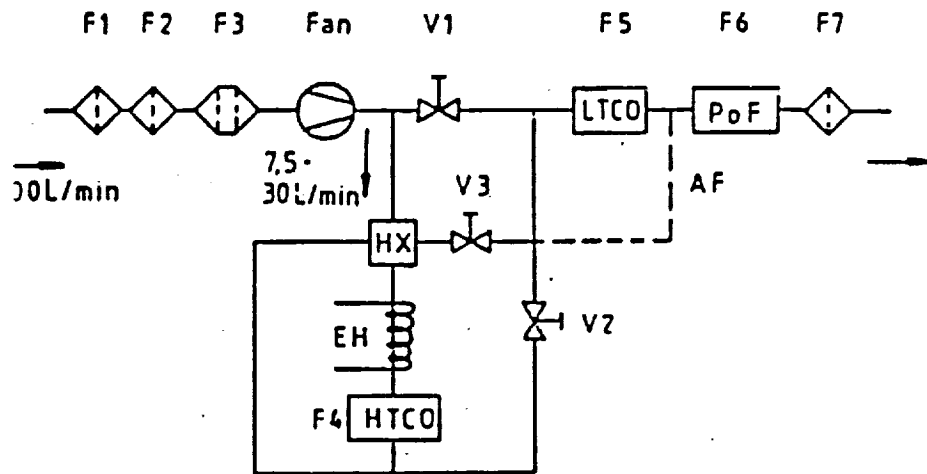 F1 F2 F3 Fan V1 F5 F6 F7
LTCO PoF
7,5-
30L/min
00L/min
V3 AF
HX
EH V2
F4 HTCO